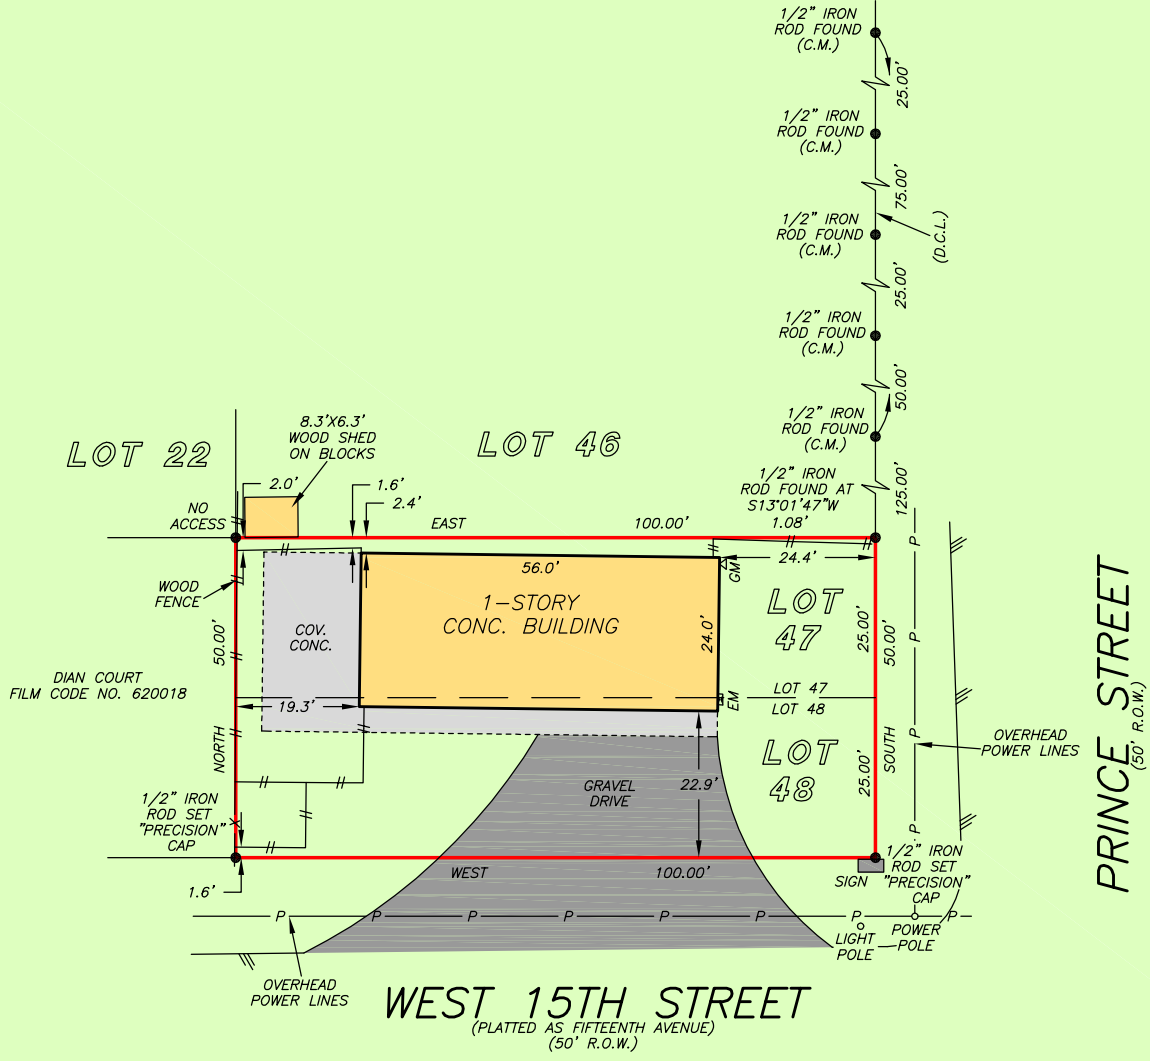 1/2" IRON
ROD FOUND
(C.M.)
25.00'
1/2" IRON
ROD FOUND
(C.M.)
75.00'
1/2" IRON
ROD FOUND
(C.M.)
(D.C.L.)
25.00'
1/2" IRON
ROD FOUND
(C.M.)
50.00'
1/2" IRON
ROD FOUND
(C.M.)
125.00'
LOT 22
8.3'X6.3'
WOOD SHED
ON BLOCKS
LOT 46
1/2" IRON
ROD FOUND AT
S13°01'47"W
1.08'
2.0'
1.6'
2.4'
NO
ACCESS
EAST
100.00'
24.4'
56.0'
GM
WOOD
FENCE
1-STORY
CONC. BUILDING
24.0'
LOT
47
25.00'
50.00'
50.00'
COV.
CONC.
P
P
P
P
DIAN COURT
FILM CODE NO. 620018
LOT 47
LOT 48
EM
19.3'
NORTH
SOUTH
OVERHEAD
POWER LINES
PRINCE STREET
(50' R.O.W.)
LOT
48
25.00'
GRAVEL
DRIVE
22.9'
1/2" IRON
ROD SET
"PRECISION"
CAP
1/2" IRON
ROD SET
"PRECISION"
CAP
WEST
100.00'
SIGN
1.6'
P
P
P
P
P
P
P
P
LIGHT
POLE
POWER
POLE
OVERHEAD
POWER LINES
WEST 15TH STREET
(PLATTED AS FIFTEENTH AVENUE)
(50' R.O.W.)